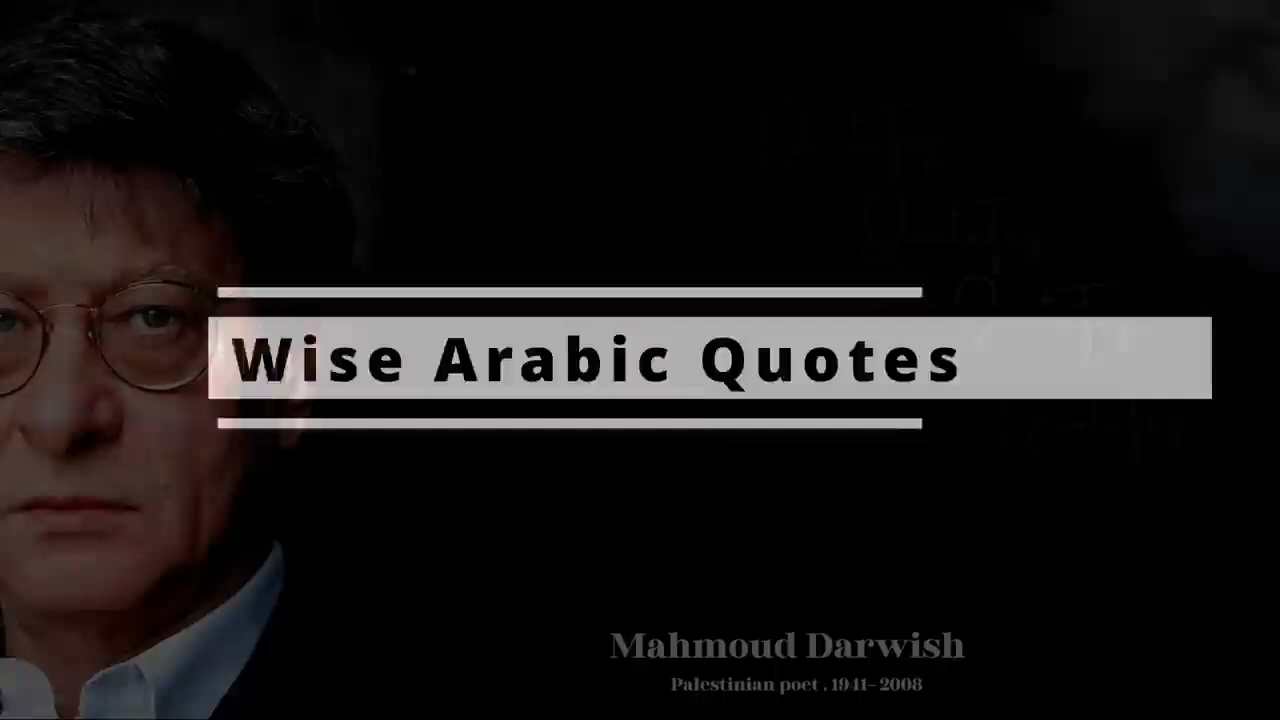 Wise Arabic Quotes
Mahmoud Darwish
Palestinian poet , 1941- 2008